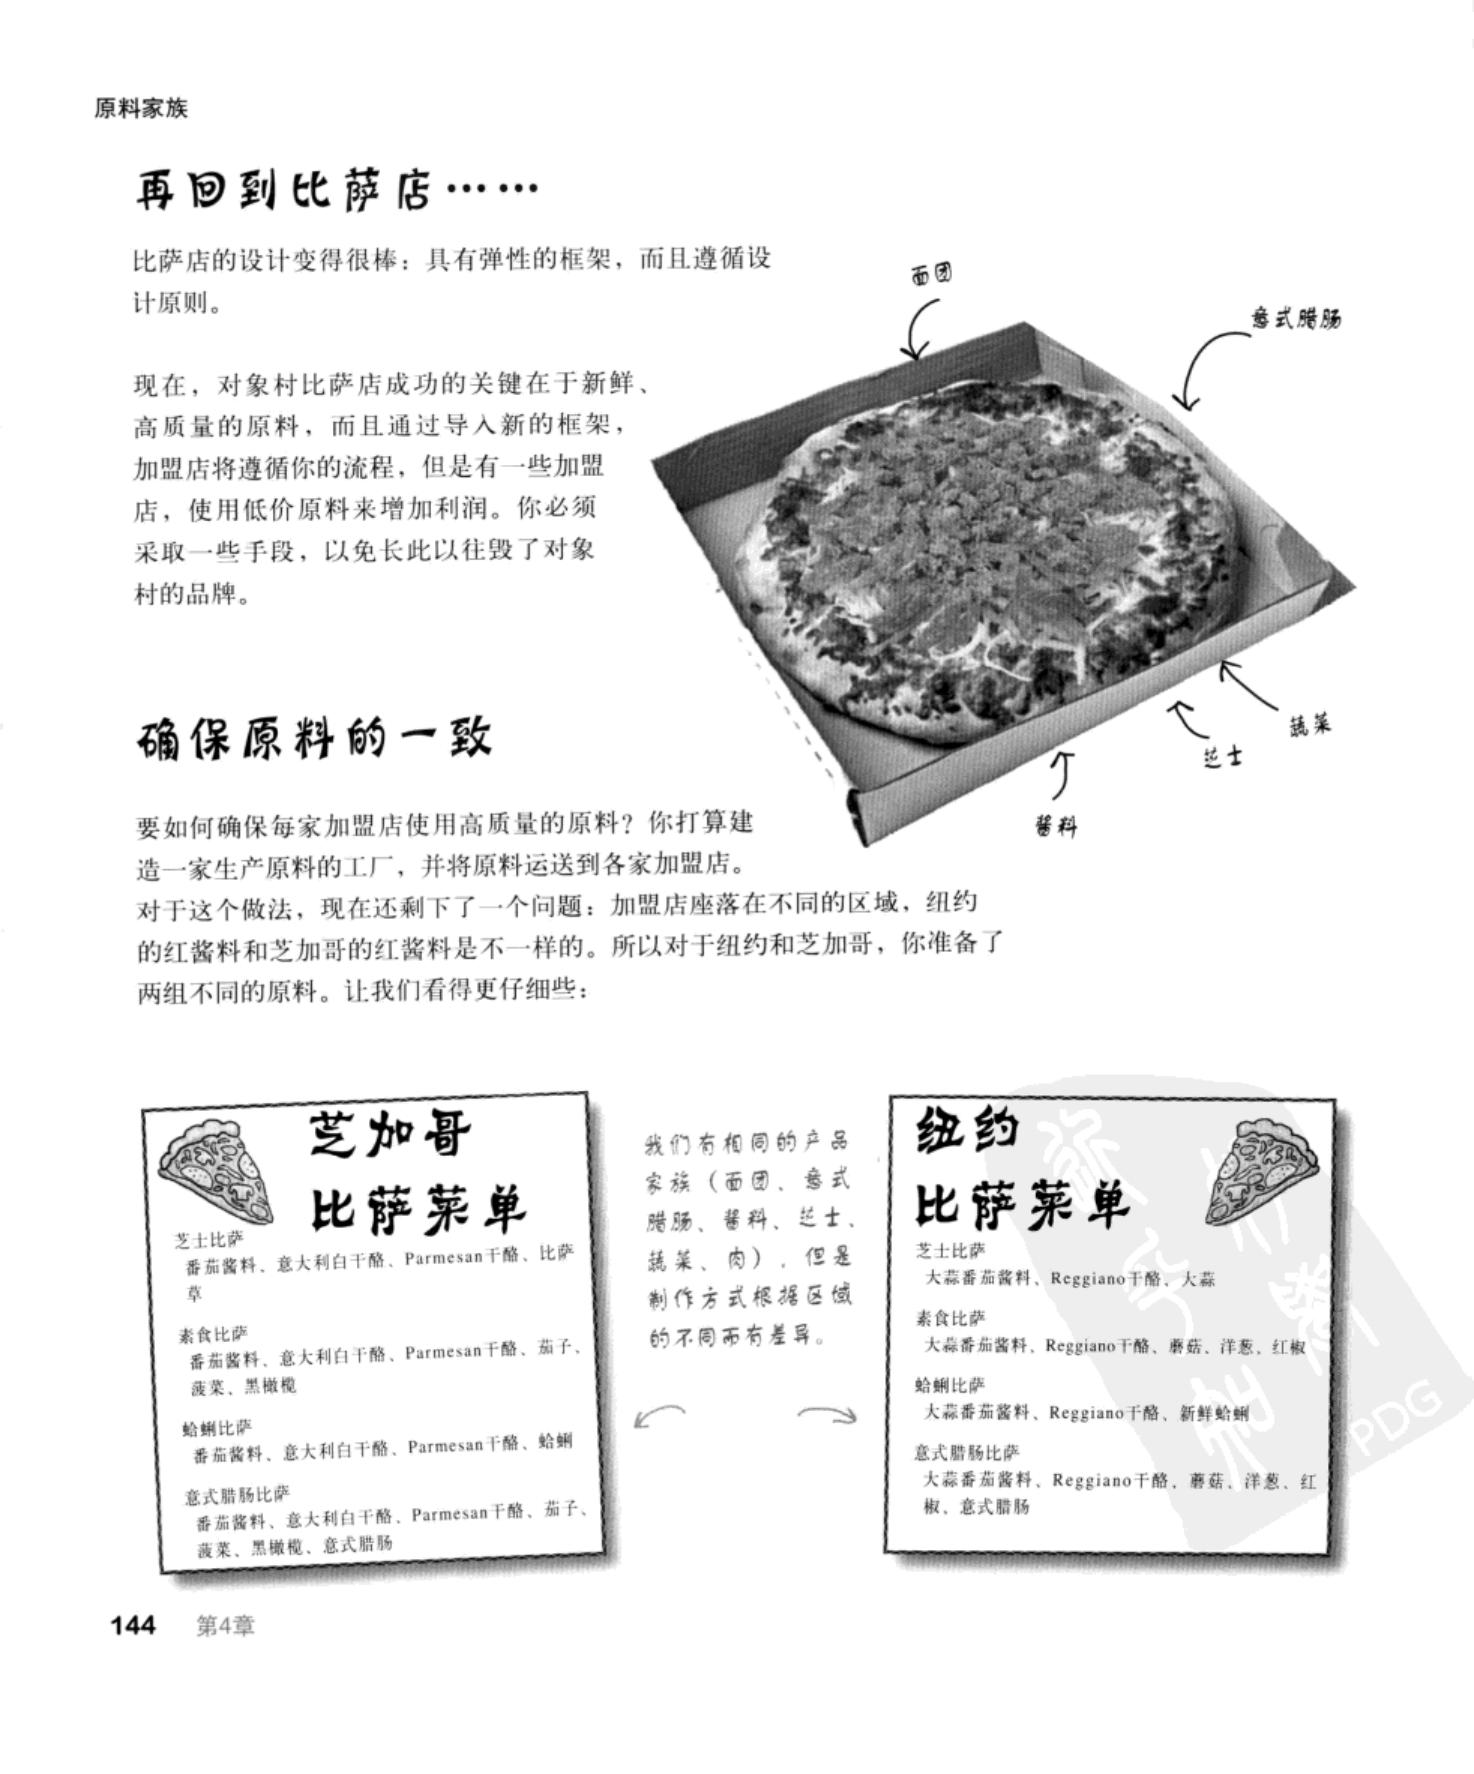 原料家族
再回到比萨店……
比萨店的设计变得很棒：具有弹性的框架，而且遵循设
计原则。
现在，对象村比萨店成功的关键在于新鲜、
高质量的原料，而且通过导入新的框架，
加盟店将遵循你的流程，但是有一些加盟
店，使用低价原料来增加利润。你必须
采取一些手段，以免长此以往毁了对象
村的品牌。
面团
意式腊肠
蔬菜
芝士
酱料
确保原料的一致
要如何确保每家加盟店使用高质量的原料？你打算建
造一家生产原料的工厂，并将原料运送到各家加盟店。
对于这个做法，现在还剩下了一个问题：加盟店座落在不同的区域，纽约
的红酱料和芝加哥的红酱料是不一样的。所以对于纽约和芝加哥，你准备了
两组不同的原料。让我们看得更仔细些：
芝加哥
比萨菜单
芝士比萨
番茄酱料、意大利白干酪、Parmesan干酪、比萨
草
素食比萨
番茄酱料、意大利白干酪、Parmesan干酪、茄子、
菠菜、黑橄榄
蛤蜊比萨
番茄酱料、意大利白干酪、Parmesan干酪、蛤蜊
意式腊肠比萨
番茄酱料、意大利白干酪、Parmesan干酪、茄子、
菠菜、黑橄榄、意式腊肠
我们有相同的产品
家族（面团、意式
腊肠、酱料、芝士、
蔬菜、肉），但是
制作方式根据区域
的不同而有差异。
纽约
比萨菜单
芝士比萨
大蒜番茄酱料、Reggiano干酪、大蒜
素食比萨
大蒜番茄酱料、Reggiano干酪、蘑菇、洋葱、红椒
蛤蜊比萨
大蒜番茄酱料、Reggiano干酪、新鲜蛤蜊
意式腊肠比萨
大蒜番茄酱料、Reggiano干酪、蘑菇、洋葱、红
椒、意式腊肠
PDG
144 第4章